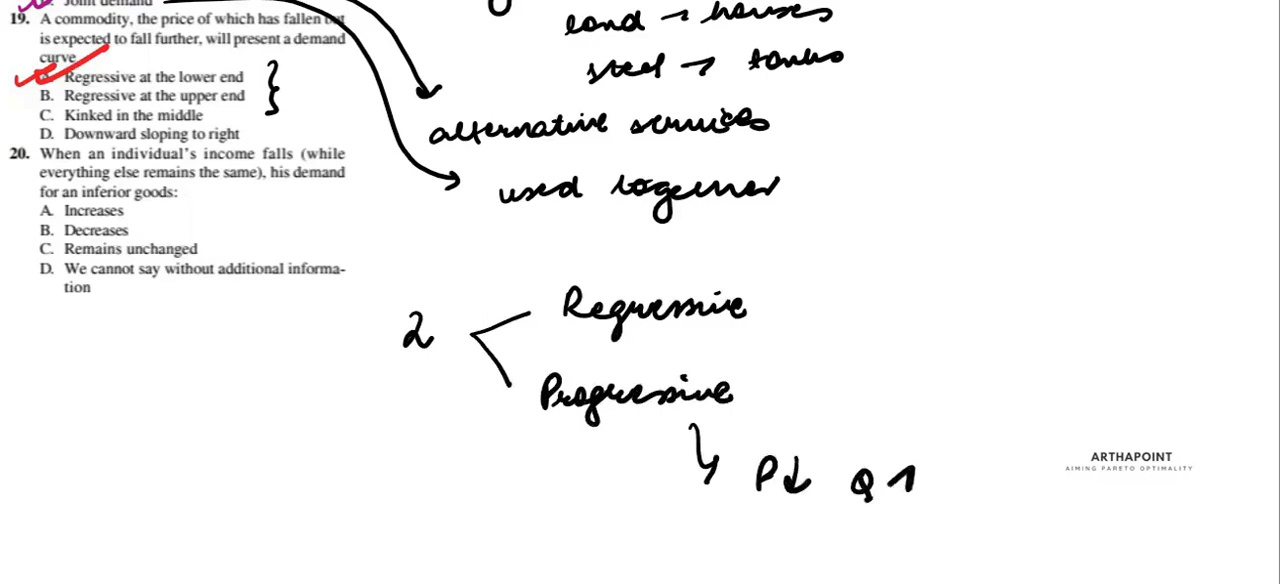 Joint demand
19. A commodity, the price of which has fallen but
is expected to fall further, will present a demand
curve
Regressive at the lower end
B. Regressive at the upper end
C. Kinked in the middle
D. Downward sloping to right
20. When an individual's income falls (while
everything else remains the same), his demand
for an inferior goods:
A. Increases
B. Decreases
C. Remains unchanged
D. We cannot say without additional informa-
tion
land → houses
steel → tanks
alternative services
used together
2
Regressive
Progressive
P↓ Q↑
ARTHAPOINT
AIMING PARETO OPTIMALITY